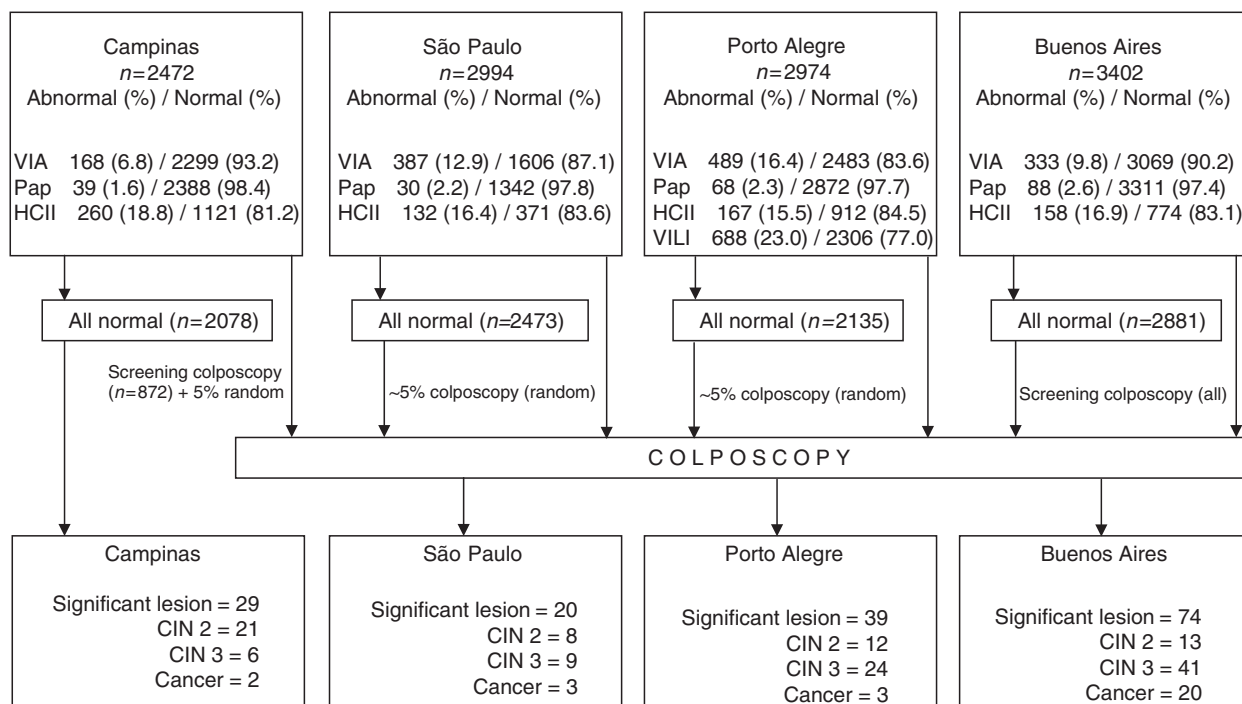 Campinas
n=2472
Abnormal (%) / Normal (%)
VIA 168 (6.8) / 2299 (93.2)
Pap 39 (1.6) / 2388 (98.4)
HCII 260 (18.8) / 1121 (81.2)
São Paulo
n=2994
Abnormal (%) / Normal (%)
VIA 387 (12.9) / 1606 (87.1)
Pap 30 (2.2) / 1342 (97.8)
HCII 132 (16.4) / 371 (83.6)
Porto Alegre
n=2974
Abnormal (%) / Normal (%)
VIA 489 (16.4) / 2483 (83.6)
Pap 68 (2.3) / 2872 (97.7)
HCII 167 (15.5) / 912 (84.5)
VILI 688 (23.0) / 2306 (77.0)
Buenos Aires
n=3402
Abnormal (%) / Normal (%)
VIA 333 (9.8) / 3069 (90.2)
Pap 88 (2.6) / 3311 (97.4)
HCII 158 (16.9) / 774 (83.1)
All normal (n=2078)
All normal (n=2473)
All normal (n=2135)
All normal (n=2881)
Screening colposcopy
(n=872) + 5% random
~5% colposcopy (random)
~5% colposcopy (random)
Screening colposcopy (all)
COLPOSCOPY
Campinas
Significant lesion = 29
CIN 2 = 21
CIN 3 = 6
Cancer = 2
São Paulo
Significant lesion = 20
CIN 2 = 8
CIN 3 = 9
Cancer = 3
Porto Alegre
Significant lesion = 39
CIN 2 = 12
CIN 3 = 24
Cancer = 3
Buenos Aires
Significant lesion = 74
CIN 2 = 13
CIN 3 = 41
Cancer = 20